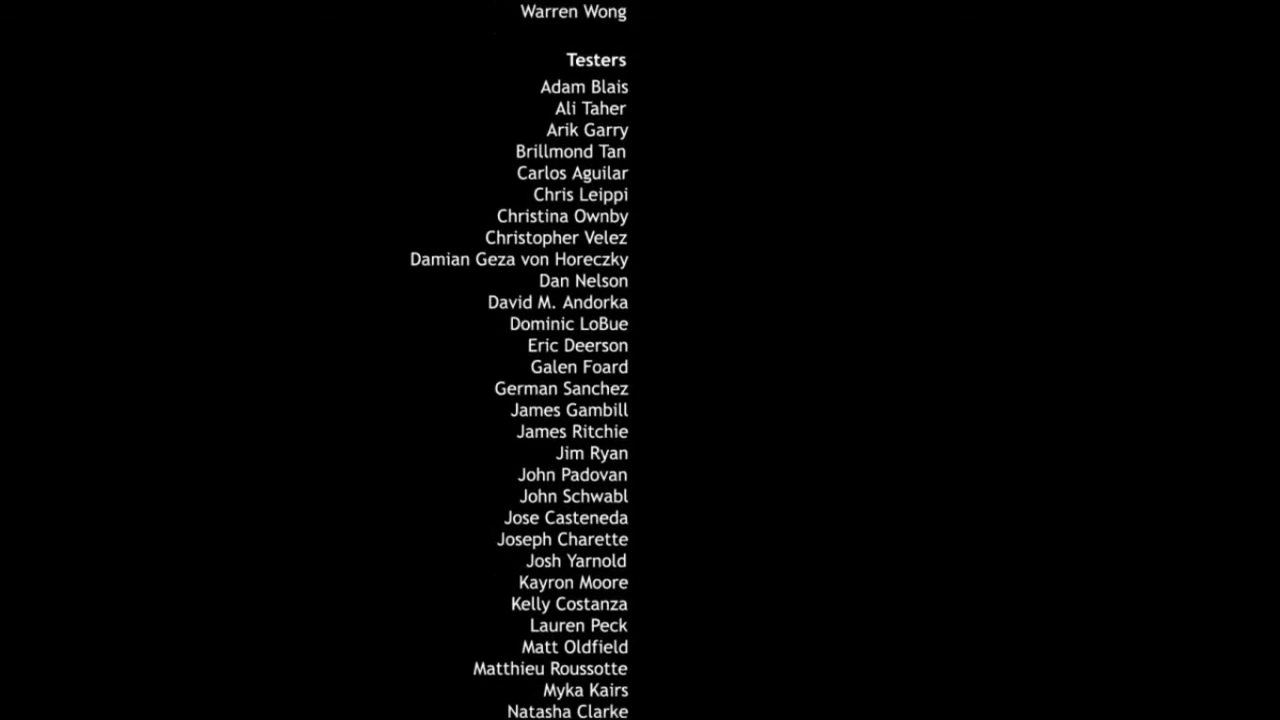 Warren Wong
Testers
Adam Blais
Ali Taher
Arik Garry
Brillmond Tan
Carlos Aguilar
Chris Leippi
Christina Ownby
Christopher Velez
Damian Geza von Horeczky
Dan Nelson
David M. Andorka
Dominic LoBue
Eric Deerson
Galen Foard
German Sanchez
James Gambill
James Ritchie
Jim Ryan
John Padovan
John Schwabl
Jose Casteneda
Joseph Charette
Josh Yarnold
Kayron Moore
Kelly Costanza
Lauren Peck
Matt Oldfield
Matthieu Roussotte
Myka Kairs
Natasha Clarke